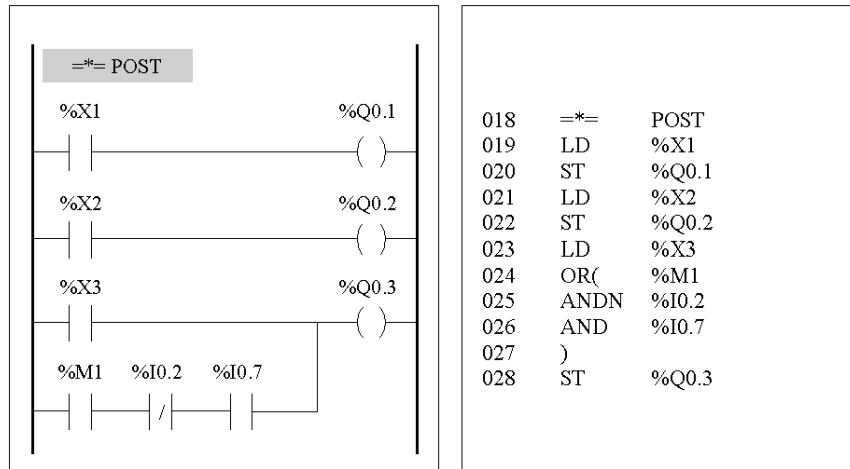 =*= POST
%X1 %Q0.1
%X2 %Q0.2
%X3 %Q0.3
%M1 %I0.2 %I0.7
/
018 =*= POST
019 LD %X1
020 ST %Q0.1
021 LD %X2
022 ST %Q0.2
023 LD %X3
024 OR( %M1
025 ANDN %I0.2
026 AND %I0.7
027 )
028 ST %Q0.3